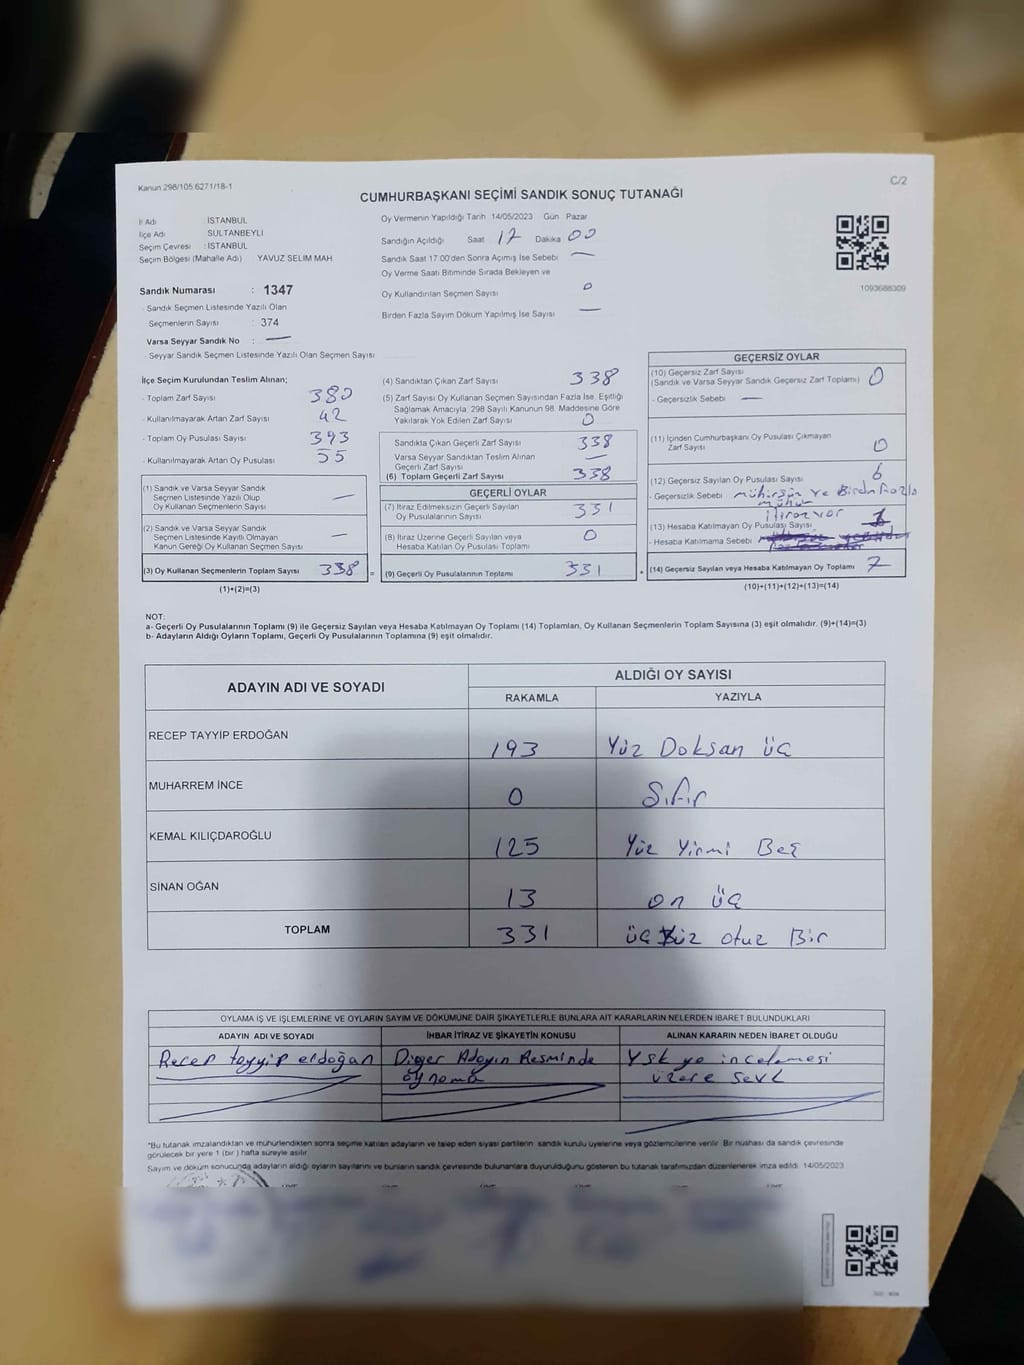 Kanun 298/105,6271/18-1
C/2
CUMHURBAŞKANI SEÇİMİ SANDIK SONUÇ TUTANAĞI
İl Adı İSTANBUL
İlçe Adı SULTANBEYLİ
Seçim Çevresi : İSTANBUL
Seçim Bölgesi (Mahalle Adı) YAVUZ SELİM MAH.
Sandık Numarası : 1347
- Sandık Seçmen Listesinde Yazılı Olan
Seçmenlerin Sayısı : 374
Varsa Seyyar Sandık No : —
- Seyyar Sandık Seçmen Listesinde Yazılı Olan Seçmen Sayısı
Oy Vermenin Yapıldığı Tarih 14/05/2023 Gün Pazar
Sandığın Açıldığı Saat 17 Dakika 00
Sandık Saat 17.00'den Sonra Açımış İse Sebebi —
Oy Verme Saati Bitiminde Sırada Bekleyen ve
Oy Kullandırılan Seçmen Sayısı 0
Birden Fazla Sayım Döküm Yapılmış İse Sayısı —
1093688309
İlçe Seçim Kurulundan Teslim Alınan;
- Toplam Zarf Sayısı 380
- Kullanılmayarak Artan Zarf Sayısı 42
- Toplam Oy Pusulası Sayısı 393
- Kullanılmayarak Artan Oy Pusulası 55
(1) Sandık ve Varsa Seyyar Sandık
Seçmen Listesinde Yazılı Olup
Oy Kullanan Seçmenlerin Sayısı —
(2) Sandık ve Varsa Seyyar Sandık
Seçmen Listesinde Kayıtlı Olmayan
Kanun Gereği Oy Kullanan Seçmen Sayısı —
(3) Oy Kullanan Seçmenlerin Toplam Sayısı 338 =
(1)+(2)=(3)
(4) Sandıktan Çıkan Zarf Sayısı 338
(5) Zarf Sayısı Oy Kullanan Seçmen Sayısından Fazla İse, Eşitliği
Sağlamak Amacıyla, 298 Sayılı Kanunun 98. Maddesine Göre
Yakılarak Yok Edilen Zarf Sayısı 0
Sandıkta Çıkan Geçerli Zarf Sayısı 338
Varsa Seyyar Sandıktan Teslim Alınan
Geçerli Zarf Sayısı —
(6) Toplam Geçerli Zarf Sayısı 338
GEÇERLİ OYLAR
(7) İtiraz Edilmeksizin Geçerli Sayılan
Oy Pusulalarının Sayısı 331
(8) İtiraz Üzerine Geçerli Sayılan veya
Hesaba Katılan Oy Pusulası Toplamı 0
(9) Geçerli Oy Pusulalarının Toplamı 331 +
GEÇERSİZ OYLAR
(10) Geçersiz Zarf Sayısı
(Sandık ve Varsa Seyyar Sandık Geçersiz Zarf Toplamı) 0
- Geçersizlik Sebebi —
(11) İçinden Cumhurbaşkanı Oy Pusulası Çıkmayan
Zarf Sayısı 0
(12) Geçersiz Sayılan Oy Pusulası Sayısı 6
- Geçersizlik Sebebi ve Birden fazla
mühür
itiraz var
(13) Hesaba Katılmayan Oy Pusulası Sayısı 1
- Hesaba Katılmama Sebebi
(14) Geçersiz Sayılan veya Hesaba Katılmayan Oy Toplamı 7
(10)+(11)+(12)+(13)=(14)
NOT:
a- Geçerli Oy Pusulalarının Toplamı (9) ile Geçersiz Sayılan veya Hesaba Katılmayan Oy Toplamı (14) Toplamları, Oy Kullanan Seçmenlerin Toplam Sayısına (3) eşit olmalıdır. (9)+(14)=(3)
b- Adayların Aldığı Oyların Toplamı, Geçerli Oy Pusulalarının Toplamına (9) eşit olmalıdır.
ADAYIN ADI VE SOYADI ALDIĞI OY SAYISI
RAKAMLA YAZIYLA
RECEP TAYYİP ERDOĞAN 193 Yüz Doksan üç
MUHARREM İNCE 0 Sıfır
KEMAL KILIÇDAROĞLU 125 Yüz Yirmi Beş
SİNAN OĞAN 13 on üç
TOPLAM 331 üç Yüz otuz Bir
OYLAMA İŞ VE İŞLEMLERİNE VE OYLARIN SAYIM VE DÖKÜMÜNE DAİR ŞİKAYETLERLE BUNLARA AİT KARARLARIN NELERDEN İBARET BULUNDUKLARI
ADAYIN ADI VE SOYADI İHBAR İTİRAZ VE ŞİKAYETİN KONUSU ALINAN KARARIN NEDEN İBARET OLDUĞU
Recep tayyip erdoğan Diğer Adayın Resminde Ysk ya incelemesi
oynama üzere sevk
*Bu tutanak imzalandıktan ve mühürlendikten sonra seçime katılan adayların ve talep eden siyasi partilerin sandık kurulu üyelerine veya gözlemcilerine verilir. Bir nüshası da sandık çevresinde
görülecek bir yere 1 (bir) hafta süreyle asılır.
Sayım ve döküm sonucunda adayların aldığı oyların sayılarını ve bunların sandık çevresinde bulunanlara duyurulduğunu gösteren bu tutanak tarafımızdan düzenlenerek imza edildi. 14/05/2023